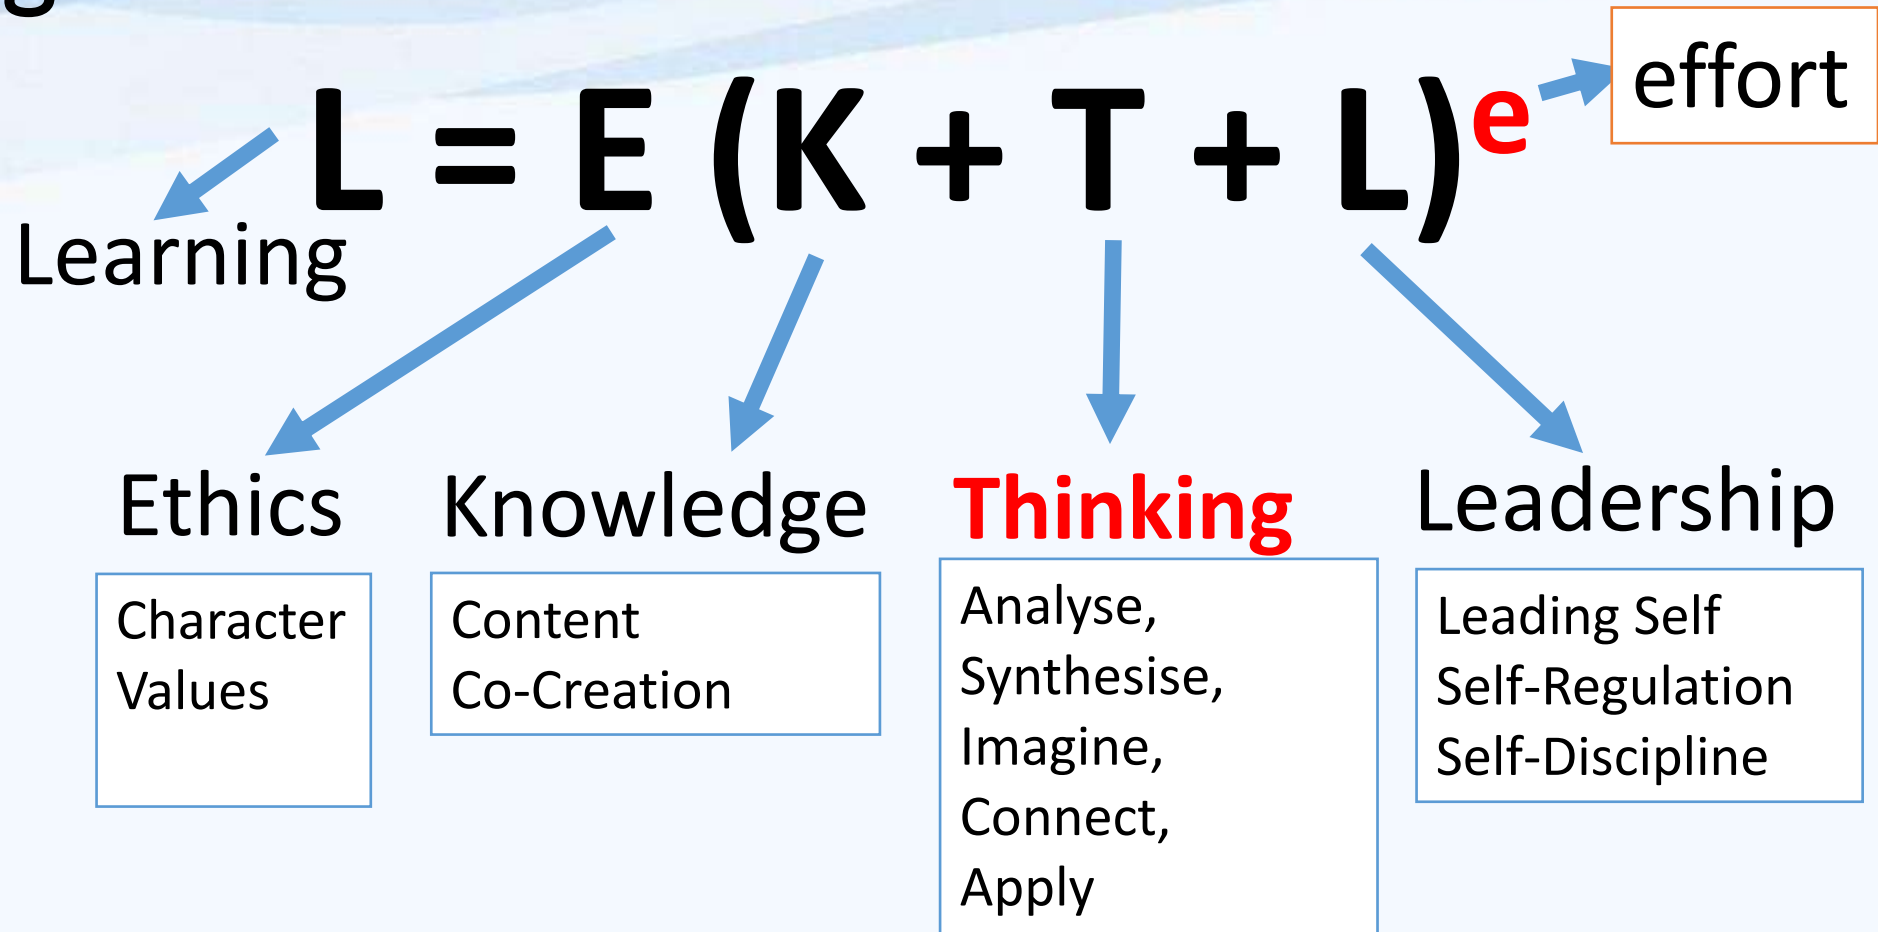 g
L = E (K + T + L)e
effort
Learning
Ethics
Character
Values
Knowledge
Content
Co-Creation
Thinking
Analyse,
Synthesise,
Imagine,
Connect,
Apply
Leadership
Leading Self
Self-Regulation
Self-Discipline